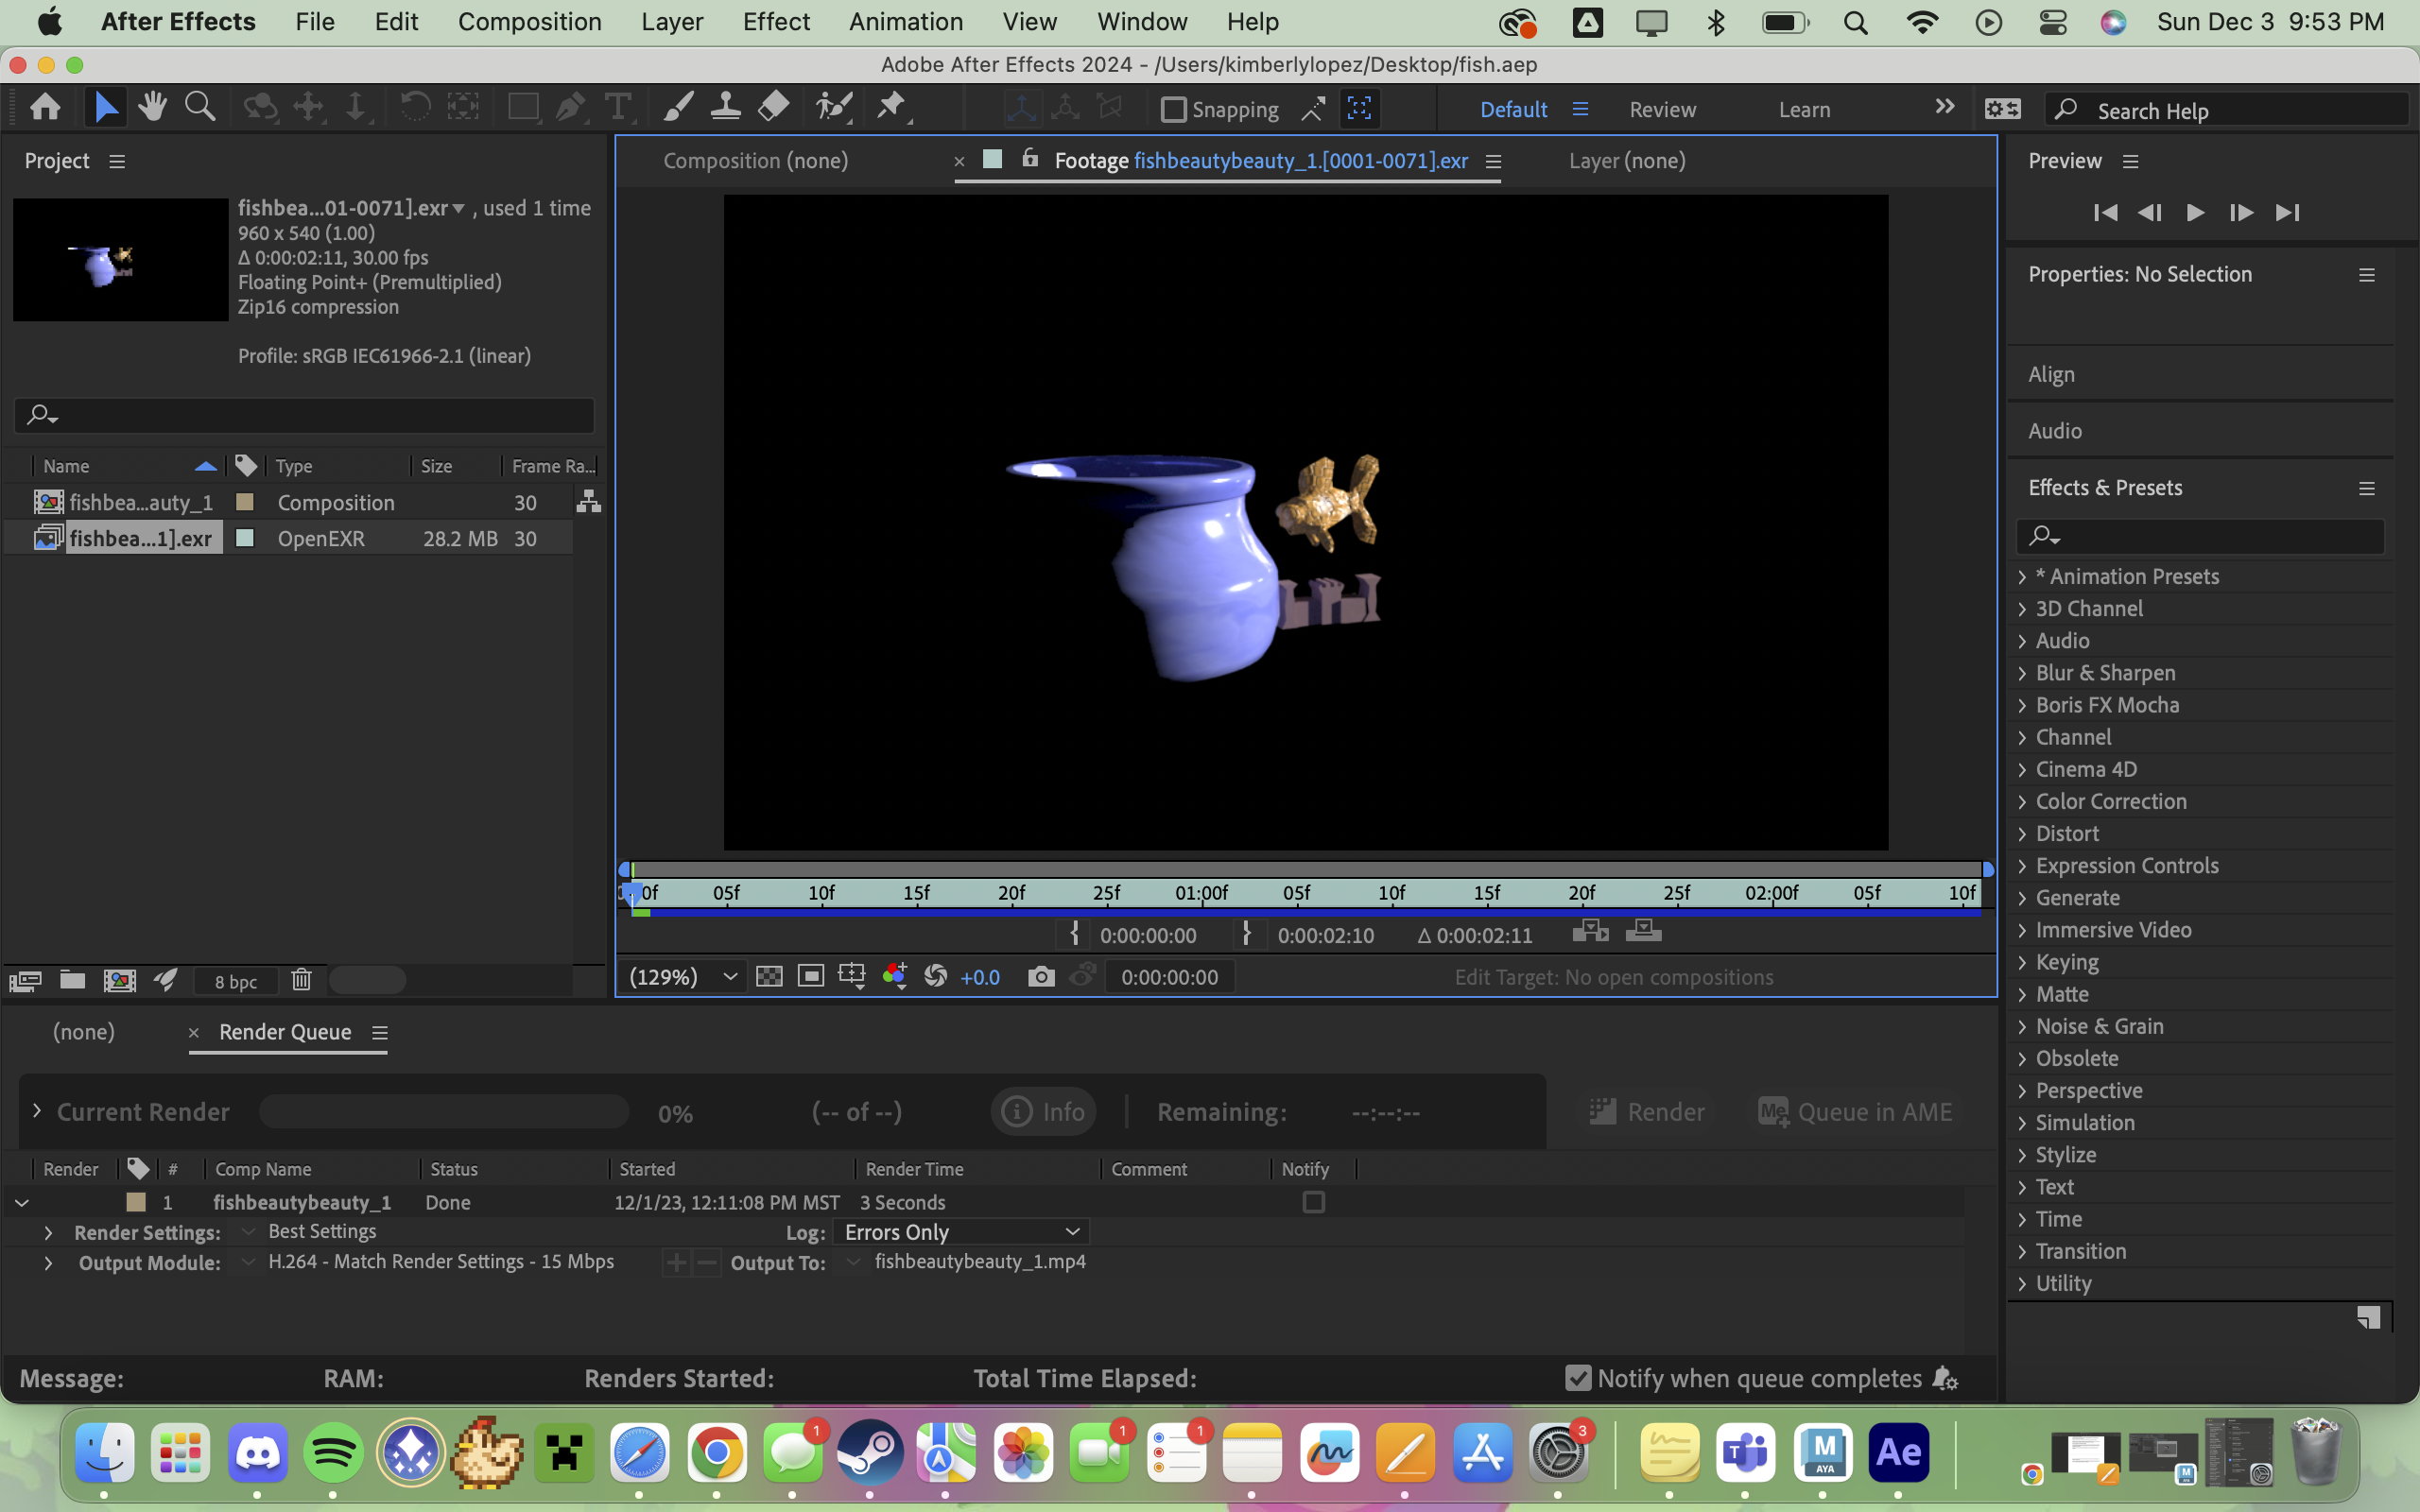 After Effects File Edit Composition Layer Effect Animation View Window Help Sun Dec 3 9:53 PM
Adobe After Effects 2024 - /Users/kimberlylopez/Desktop/fish.aep
Snapping Default Review Learn Search Help
Project
fishbea...01-0071].exr , used 1 time
960 x 540 (1.00)
Δ 0:00:02:11, 30.00 fps
Floating Point+ (Premultiplied)
Zip16 compression
Profile: sRGB IEC61966-2.1 (linear)
Name Type Size Frame Ra...
fishbea...auty_1 Composition 30
fishbea...1].exr OpenEXR 28.2 MB 30
8 bpc
Composition (none) × Footage fishbeautybeauty_1.[0001-0071].exr Layer (none)
0f 05f 10f 15f 20f 25f 01:00f 05f 10f 15f 20f 25f 02:00f 05f 10f
{ 0:00:00:00 } 0:00:02:10 Δ 0:00:02:11
(129%) +0.0 0:00:00:00 Edit Target: No open compositions
Preview
Properties: No Selection
Align
Audio
Effects & Presets
* Animation Presets
3D Channel
Audio
Blur & Sharpen
Boris FX Mocha
Channel
Cinema 4D
Color Correction
Distort
Expression Controls
Generate
Immersive Video
Keying
Matte
Noise & Grain
Obsolete
Perspective
Simulation
Stylize
Text
Time
Transition
Utility
(none) × Render Queue
Current Render 0% (-- of --) Info Remaining: --:--:-- Render Me Queue in AME
Render # Comp Name Status Started Render Time Comment Notify
1 fishbeautybeauty_1 Done 12/1/23, 12:11:08 PM MST 3 Seconds
Render Settings: Best Settings Log: Errors Only
Output Module: H.264 - Match Render Settings - 15 Mbps Output To: fishbeautybeauty_1.mp4
Message: RAM: Renders Started: Total Time Elapsed: Notify when queue completes
1 1 1 3
T M AYA Ae